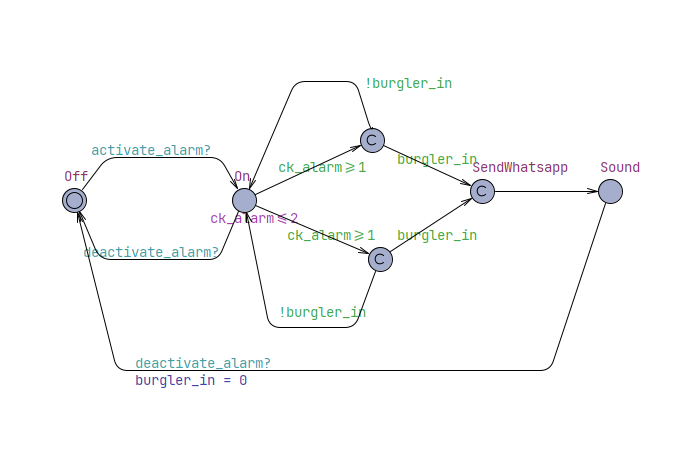 !burgler_in
activate_alarm?
burgler_in
ck_alarm≥1
SendWhatsapp
Sound
Off
On
ck_alarm≤2
ck_alarm≥1
burgler_in
deactivate_alarm?
!burgler_in
deactivate_alarm?
burgler_in = 0
C
C
C